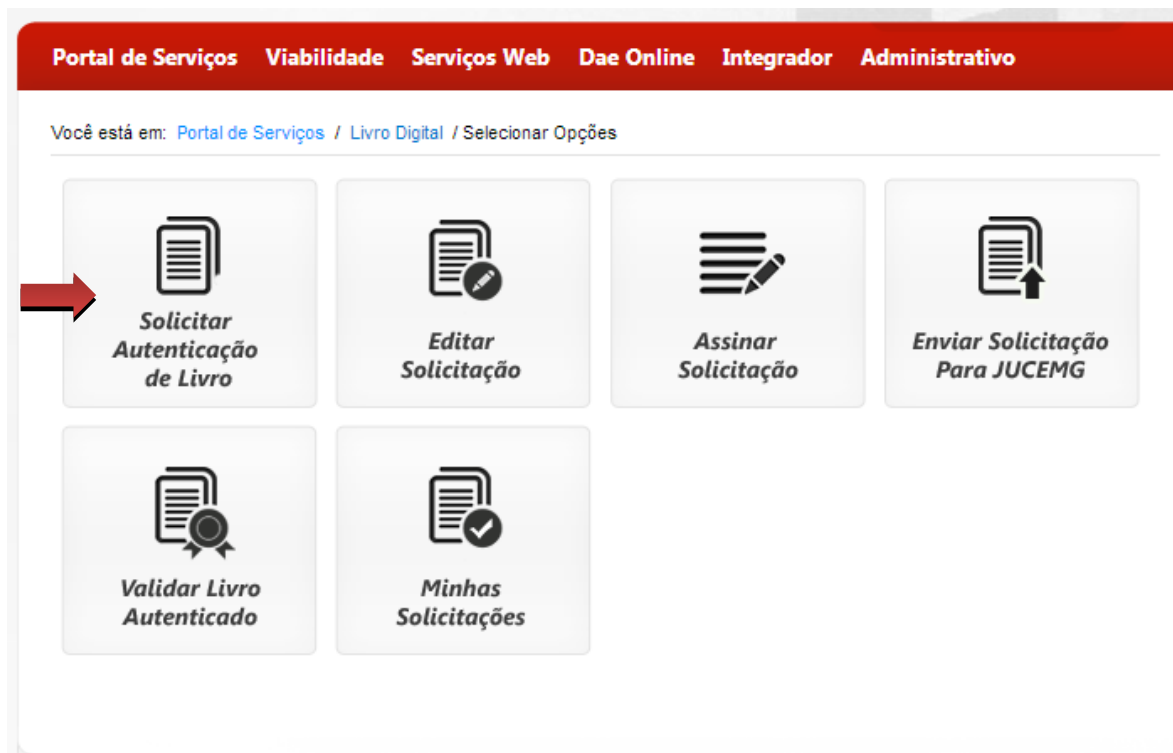 Portal de Serviços Viabilidade Serviços Web Dae Online Integrador Administrativo
Você está em: Portal de Serviços / Livro Digital / Selecionar Opções
Solicitar
Autenticação
de Livro
Editar
Solicitação
Assinar
Solicitação
Enviar Solicitação
Para JUCEMG
Validar Livro
Autenticado
Minhas
Solicitações